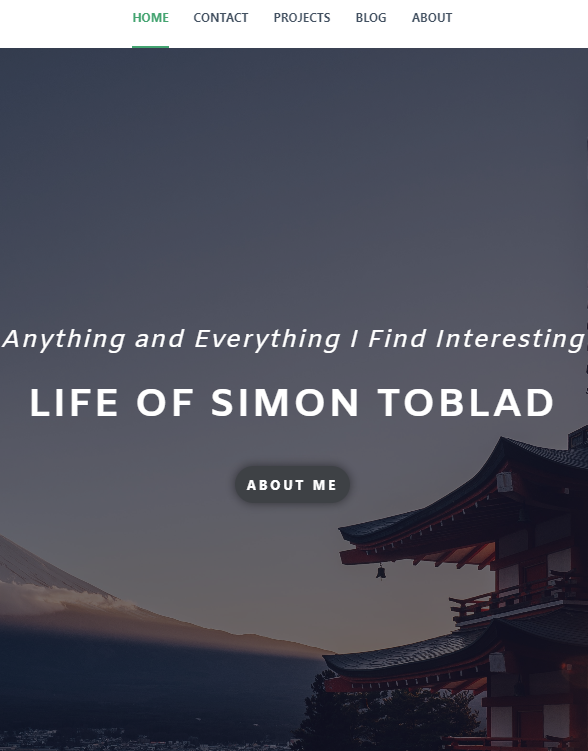 HOME CONTACT PROJECTS BLOG ABOUT
Anything and Everything I Find Interesting
LIFE OF SIMON TOBLAD
ABOUT ME